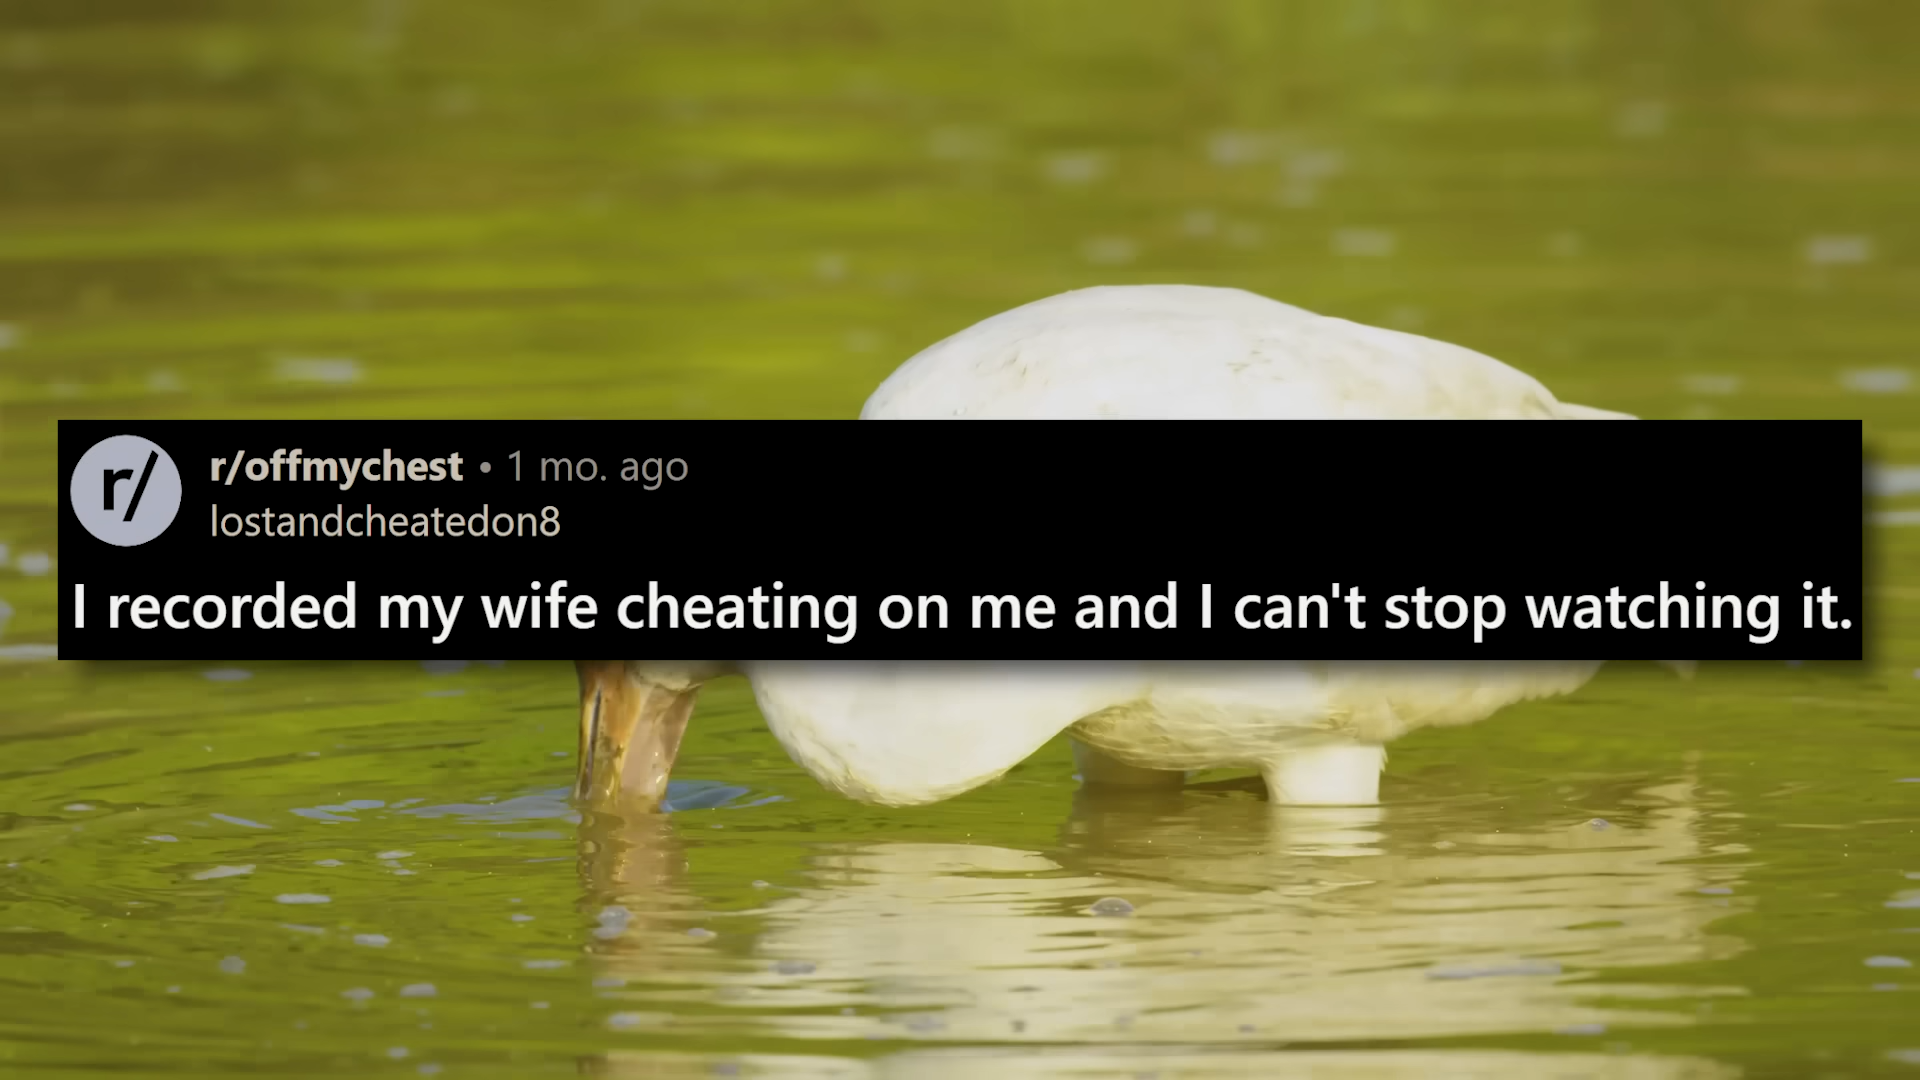 r/
r/offmychest • 1 mo. ago
lostandcheatedon8
I recorded my wife cheating on me and I can't stop watching it.